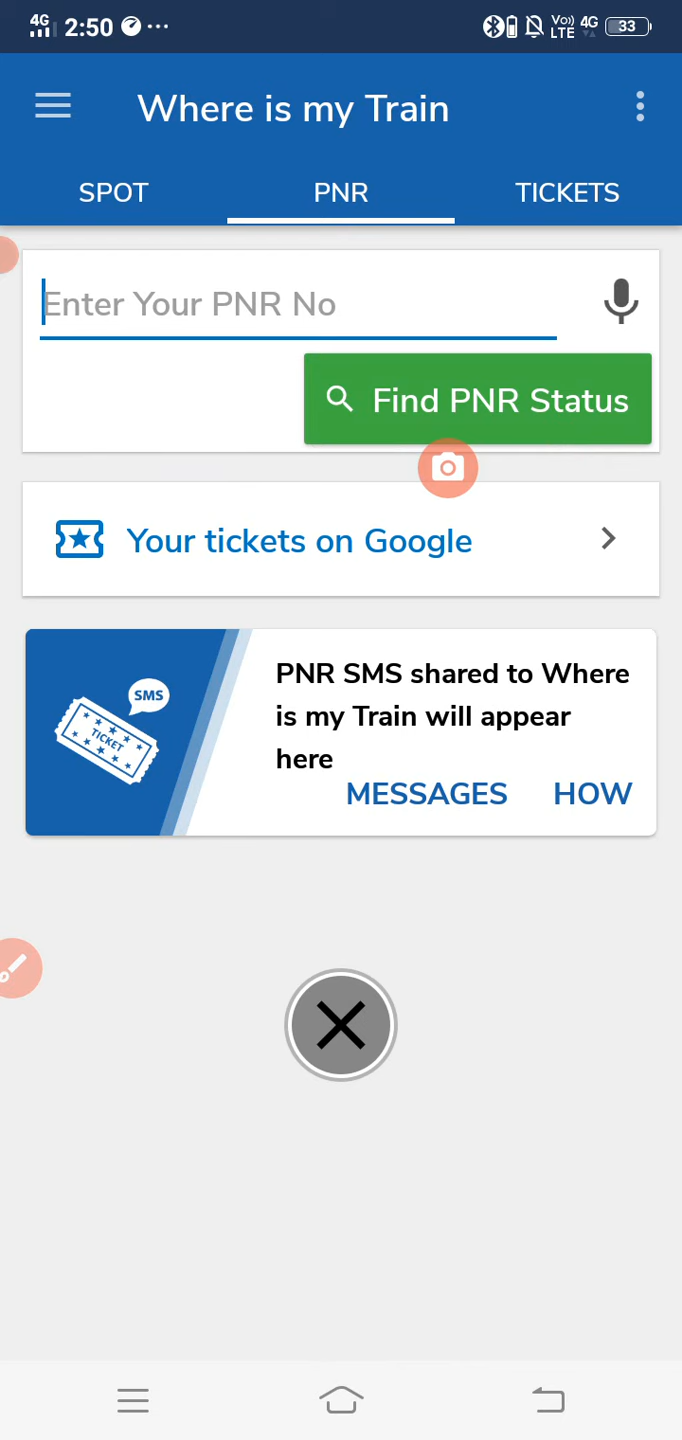 4G 2:50 Vo)) LTE 4G 33
Where is my Train
SPOT PNR TICKETS
Enter Your PNR No
Find PNR Status
Your tickets on Google
SMS
TICKET
PNR SMS shared to Where
is my Train will appear
here
MESSAGES HOW